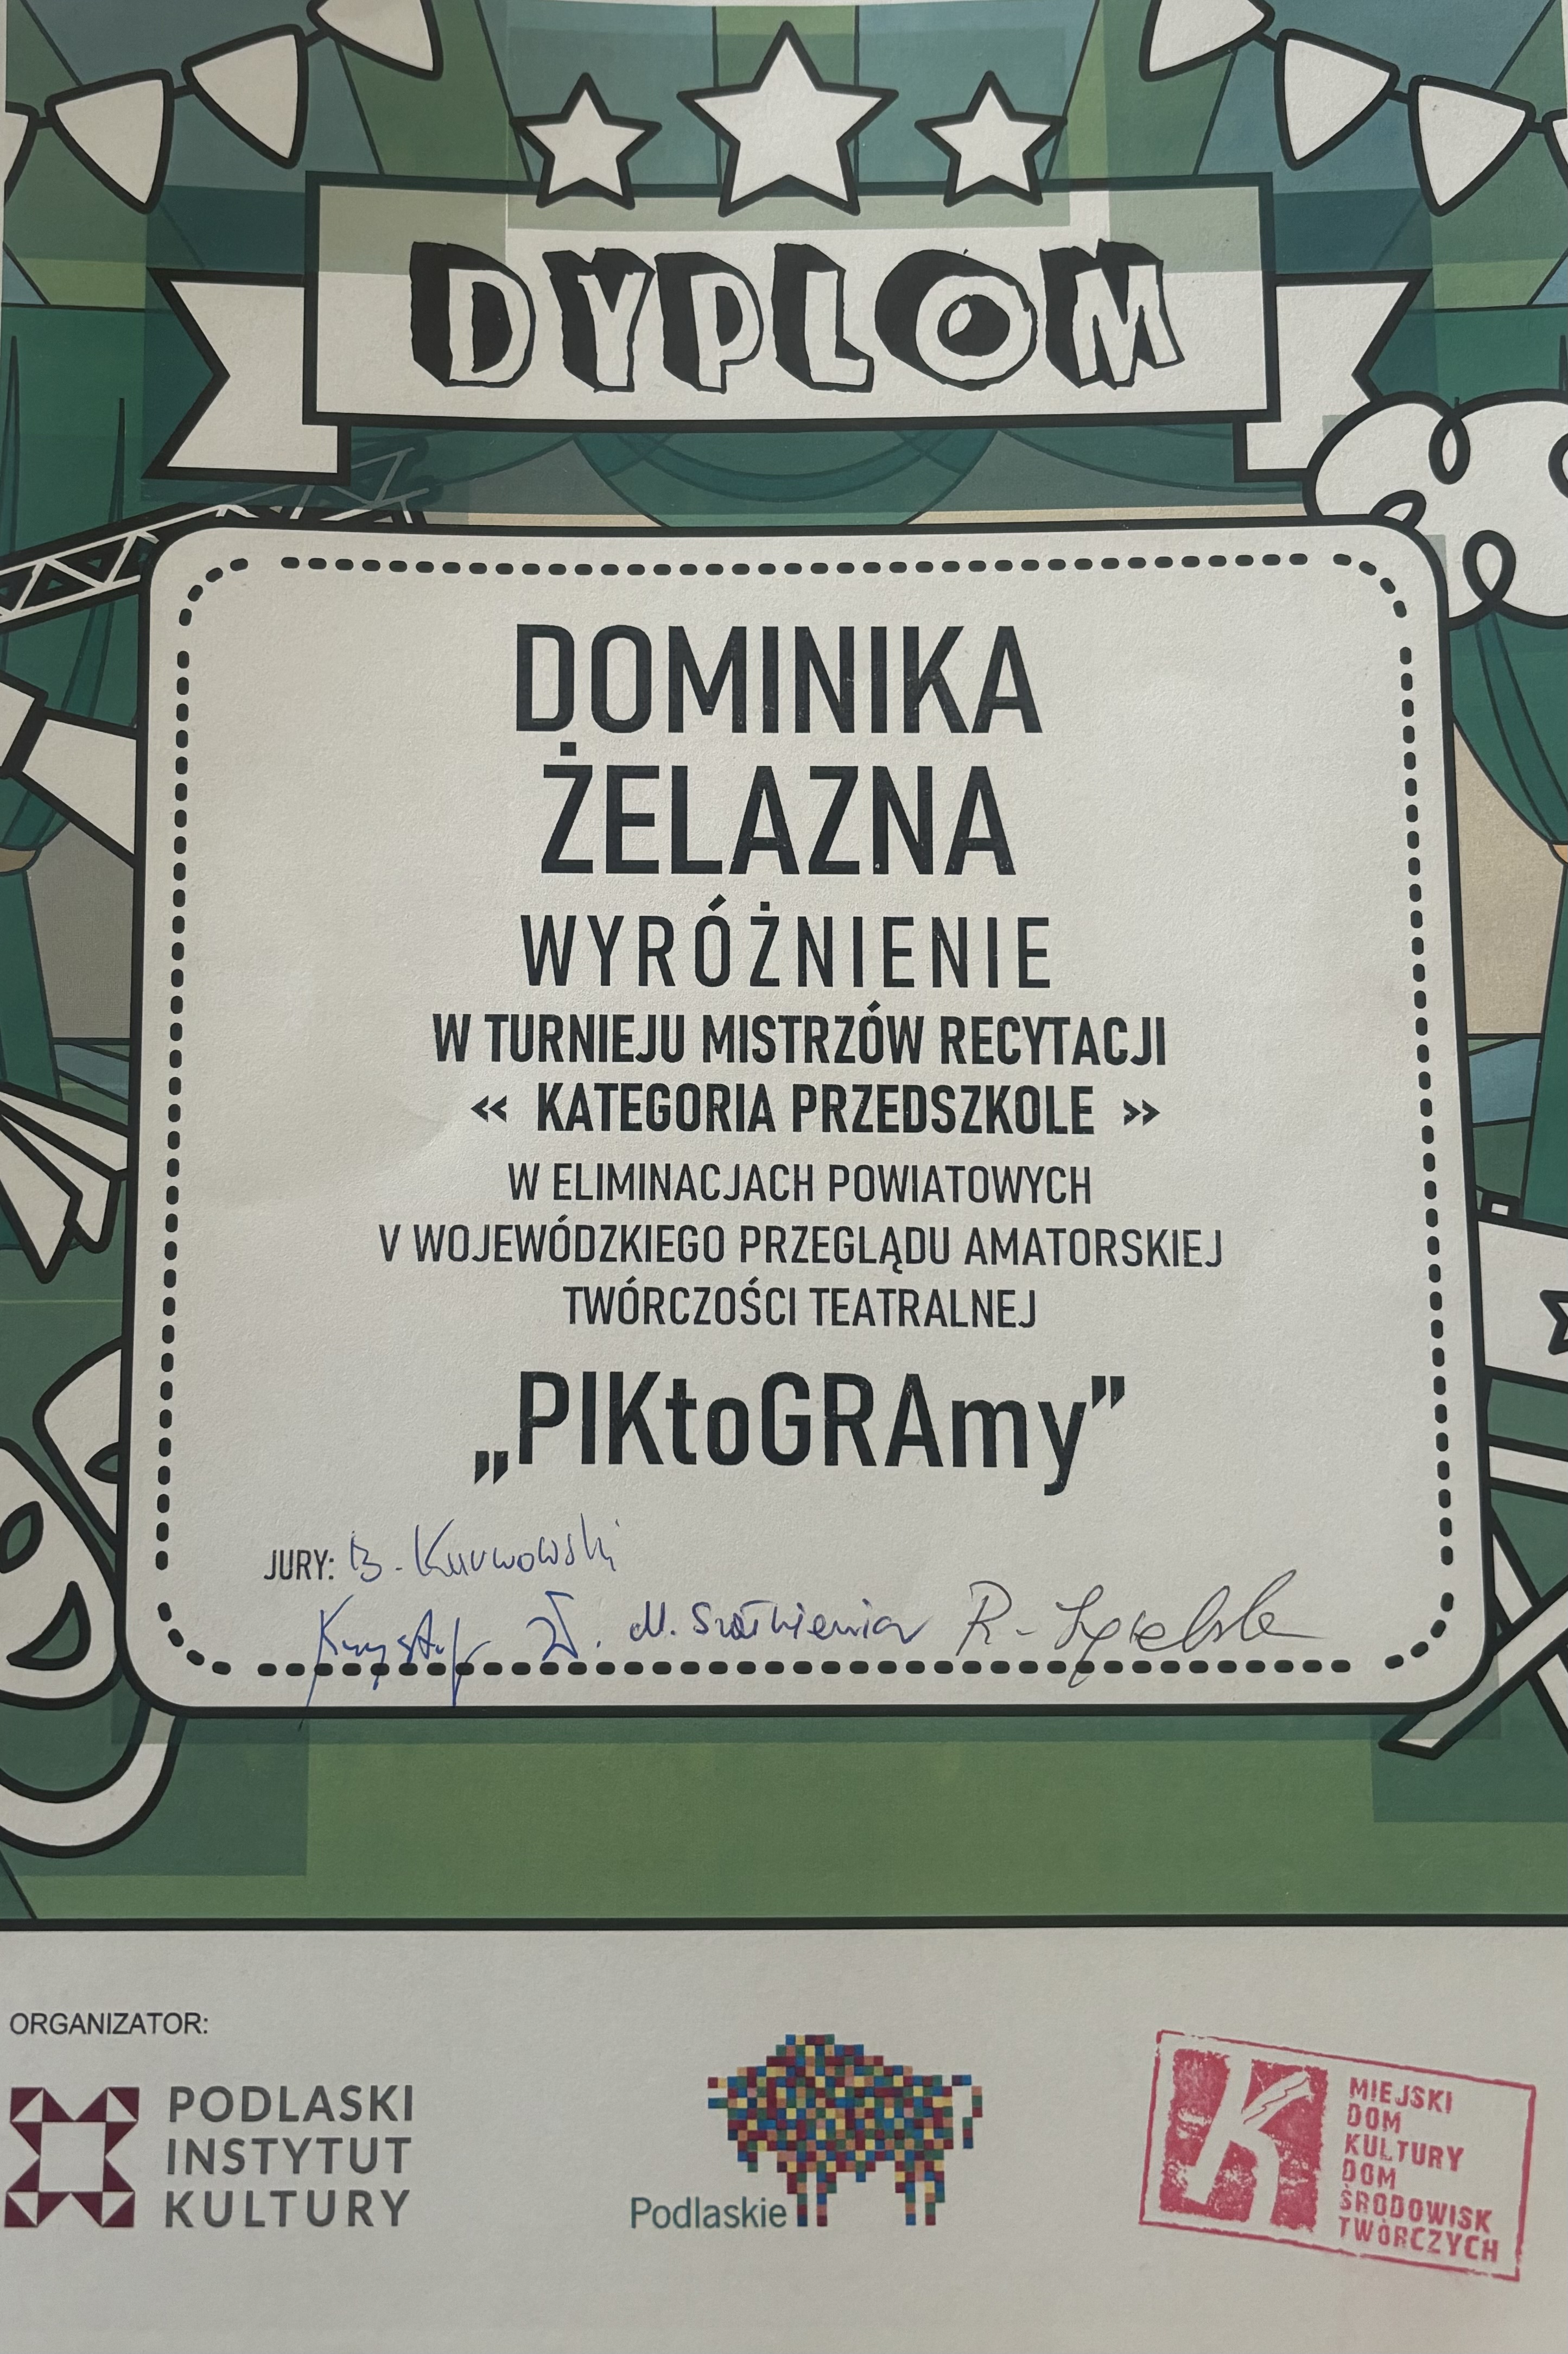 DYPLOM
DOMINIKA
ŻELAZNA
WYRÓŻNIENIE
W TURNIEJU MISTRZÓW RECYTACJI
« KATEGORIA PRZEDSZKOLE »
W ELIMINACJACH POWIATOWYCH
V WOJEWÓDZKIEGO PRZEGLĄDU AMATORSKIEJ
TWÓRCZOŚCI TEATRALNEJ
„PIKtoGRAmy”
JURY: B.
M. R.
ORGANIZATOR:
PODLASKI
INSTYTUT
KULTURY
Podlaskie
K
MIEJSKI
DOM
KULTURY
DOM
ŚRODOWISK
TWÓRCZYCH